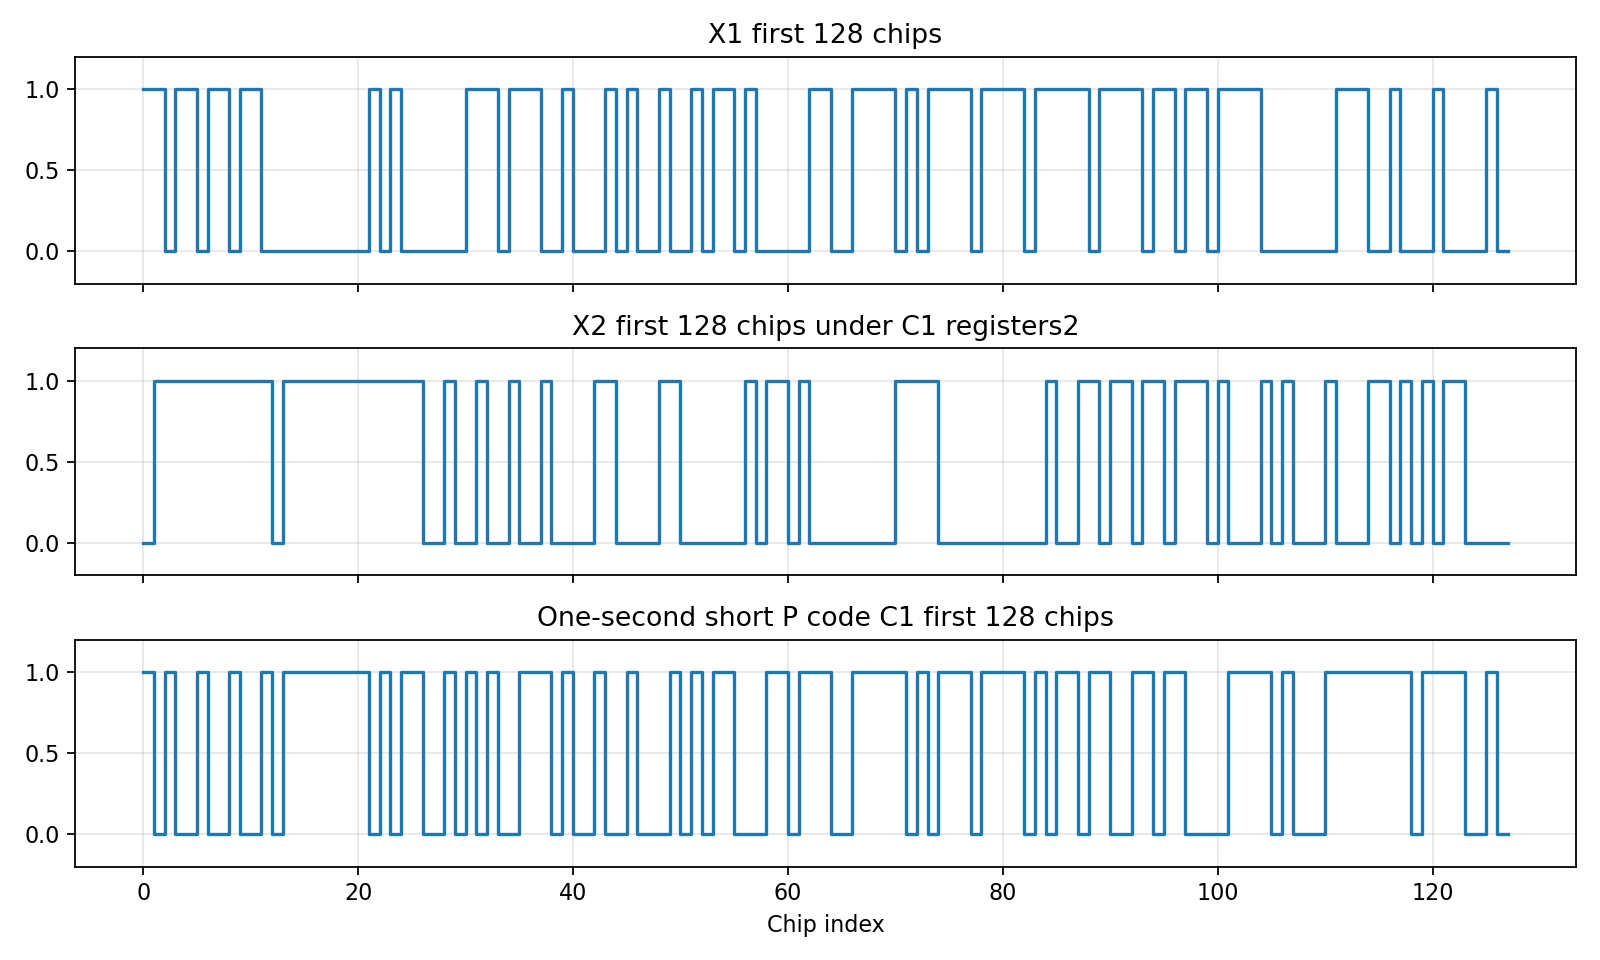 X1 first 128 chips
1.0
0.5
0.0
X2 first 128 chips under C1 registers2
1.0
0.5
0.0
One-second short P code C1 first 128 chips
1.0
0.5
0.0
0 20 40 60 80 100 120
Chip index